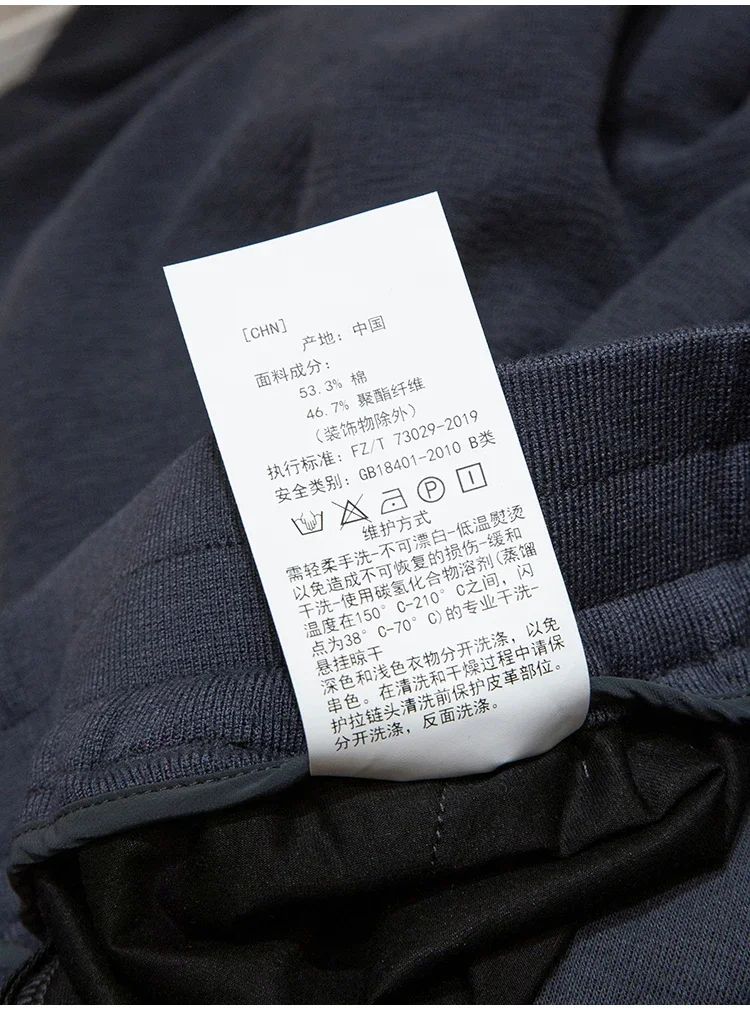 [CHN]
产地: 中国
面料成分:
53.3% 棉
46.7% 聚酯纤维
(装饰物除外)
执行标准: FZ/T 73029-2019
安全类别: GB18401-2010 B类
维护方式
需轻柔手洗-不可漂白-低温熨烫
以免造成不可恢复的损伤-缓和
干洗-使用碳氢化合物溶剂(蒸馏
温度在150°C-210°C之间,闪
点为38°C-70°C)的专业干洗-
悬挂晾干
深色和浅色衣物分开洗涤,以免
串色。在清洗和干燥过程中请保
护拉链头清洗前保护皮革部位。
分开洗涤,反面洗涤。